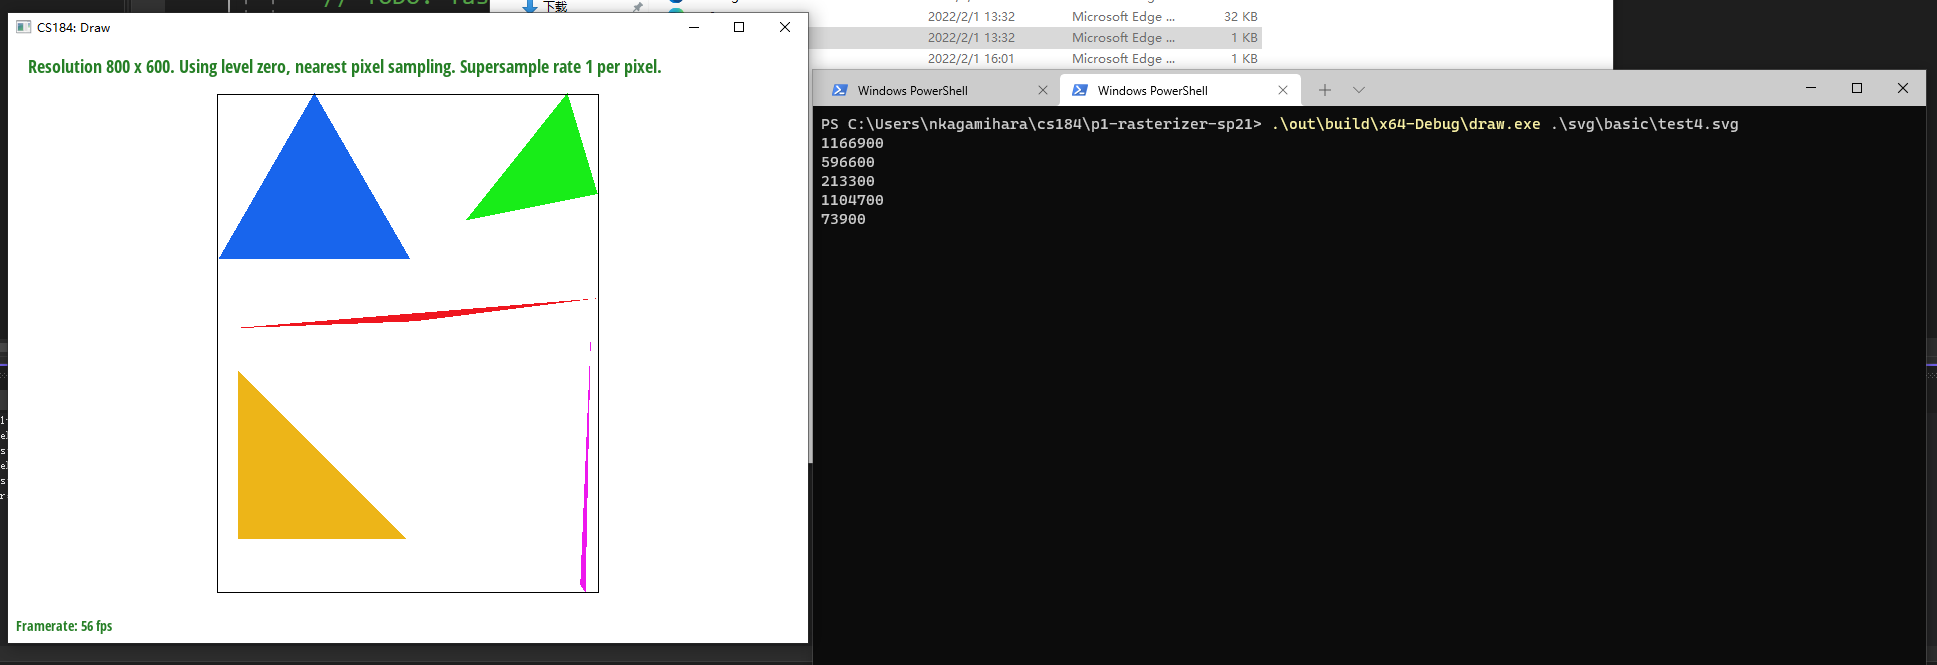 下载
2022/2/1 13:32 Microsoft Edge ... 32 KB
2022/2/1 13:32 Microsoft Edge ... 1 KB
2022/2/1 16:01 Microsoft Edge ... 1 KB
CS184: Draw
Resolution 800 x 600. Using level zero, nearest pixel sampling. Supersample rate 1 per pixel.
Framerate: 56 fps
Windows PowerShell
Windows PowerShell
PS C:\Users\nkagamihara\cs184\p1-rasterizer-sp21> .\out\build\x64-Debug\draw.exe .\svg\basic\test4.svg
1166900
596600
213300
1104700
73900